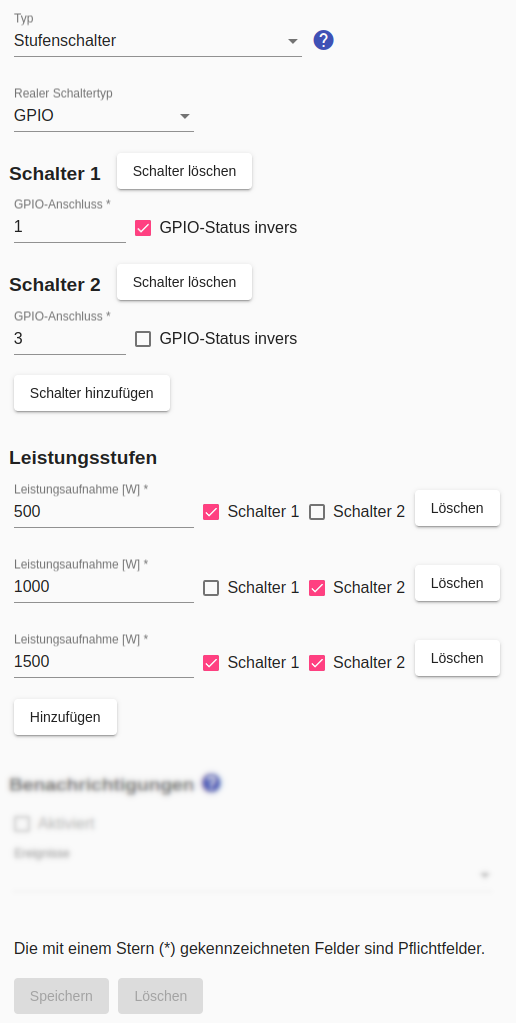 Typ
Stufenschalter
Realer Schaltertyp
GPIO
Schalter 1 Schalter löschen
GPIO-Anschluss *
1 GPIO-Status invers
Schalter 2 Schalter löschen
GPIO-Anschluss *
3 GPIO-Status invers
Schalter hinzufügen
Leistungsstufen
Leistungsaufnahme [W] *
500 Schalter 1 Schalter 2 Löschen
Leistungsaufnahme [W] *
1000 Schalter 1 Schalter 2 Löschen
Leistungsaufnahme [W] *
1500 Schalter 1 Schalter 2 Löschen
Hinzufügen
Benachrichtigungen
Aktiviert
Ereignisse
Die mit einem Stern (*) gekennzeichneten Felder sind Pflichtfelder.
Speichern Löschen